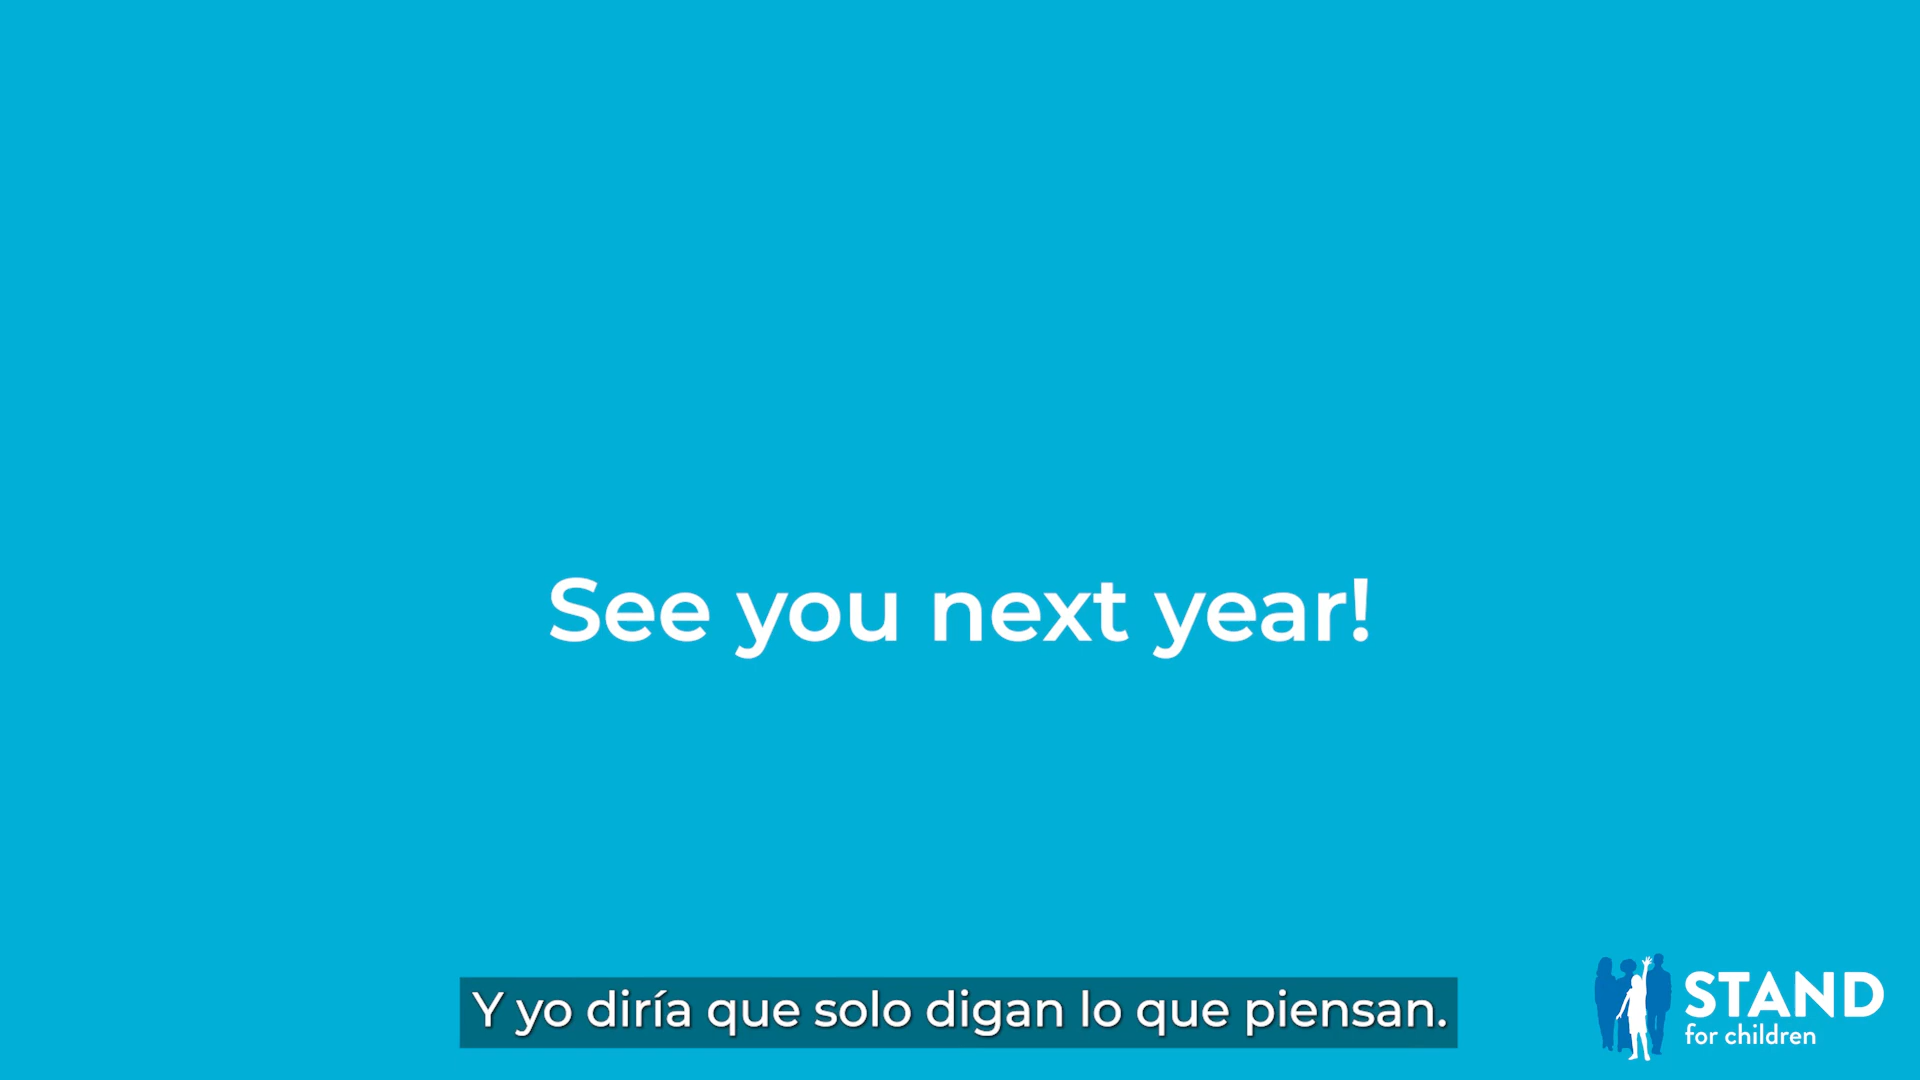 See you next year!
Y yo diría que solo digan lo que piensan.
STAND
for children